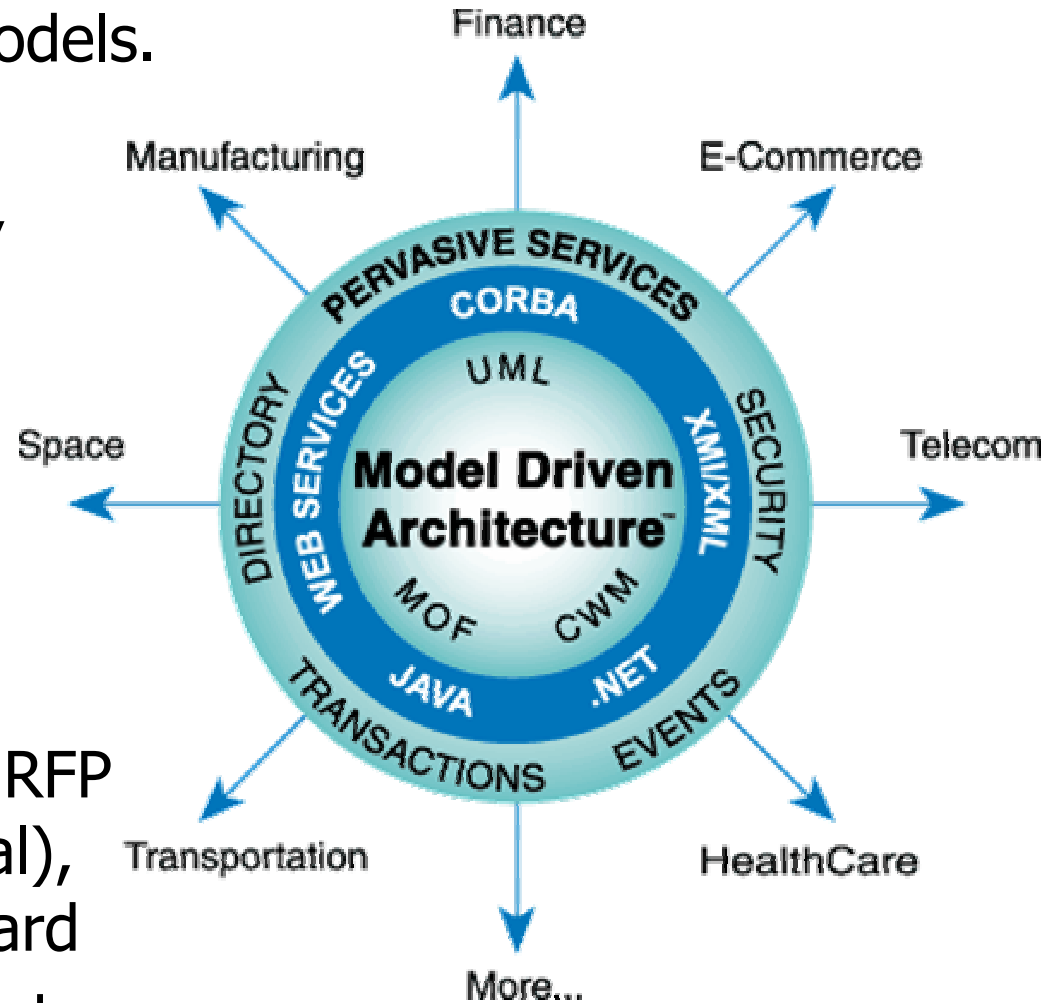 odels.
Finance
Manufacturing
E-Commerce
,
PERVASIVE SERVICES
CORBA
UML
WEB SERVICES
XMI/XML
DIRECTORY
SECURITY
Space
Telecom
Model Driven
Architecture™
MOF
CWM
JAVA
.NET
TRANSACTIONS
EVENTS
RFP
al),
Transportation
HealthCare
ard
More...